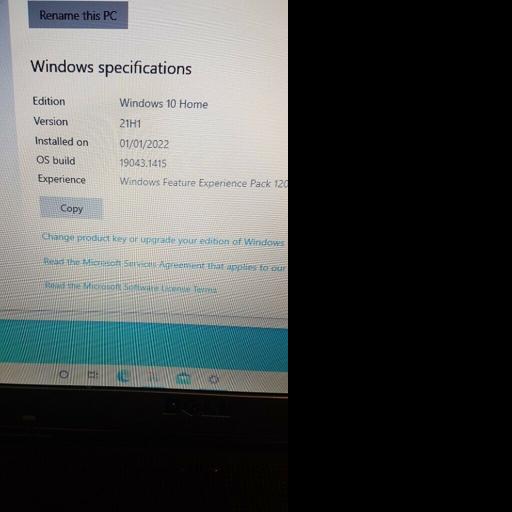 Rename this PC
Windows specifications
Edition Windows 10 Home
Version 21H1
Installed on 01/01/2022
OS build 19043.1415
Experience Windows Feature Experience Pack 120
Copy
Change product key or upgrade your edition of Windows
Read the Microsoft Services Agreement that applies to our
Read the Microsoft Software License Terms
DELL